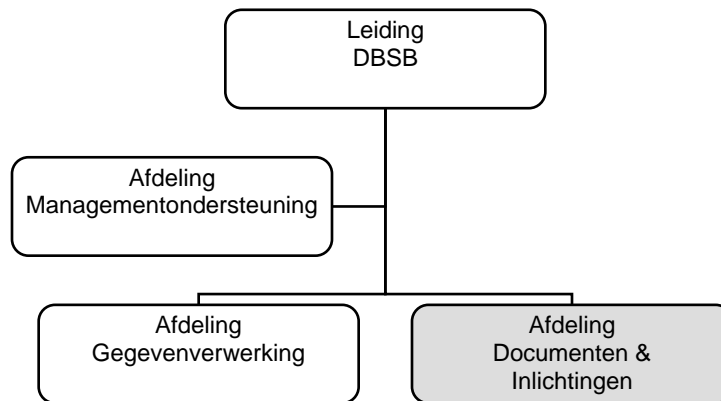 Leiding
DBSB
Afdeling
Managementondersteuning
Afdeling
Gegevenverwerking
Afdeling
Documenten &
Inlichtingen